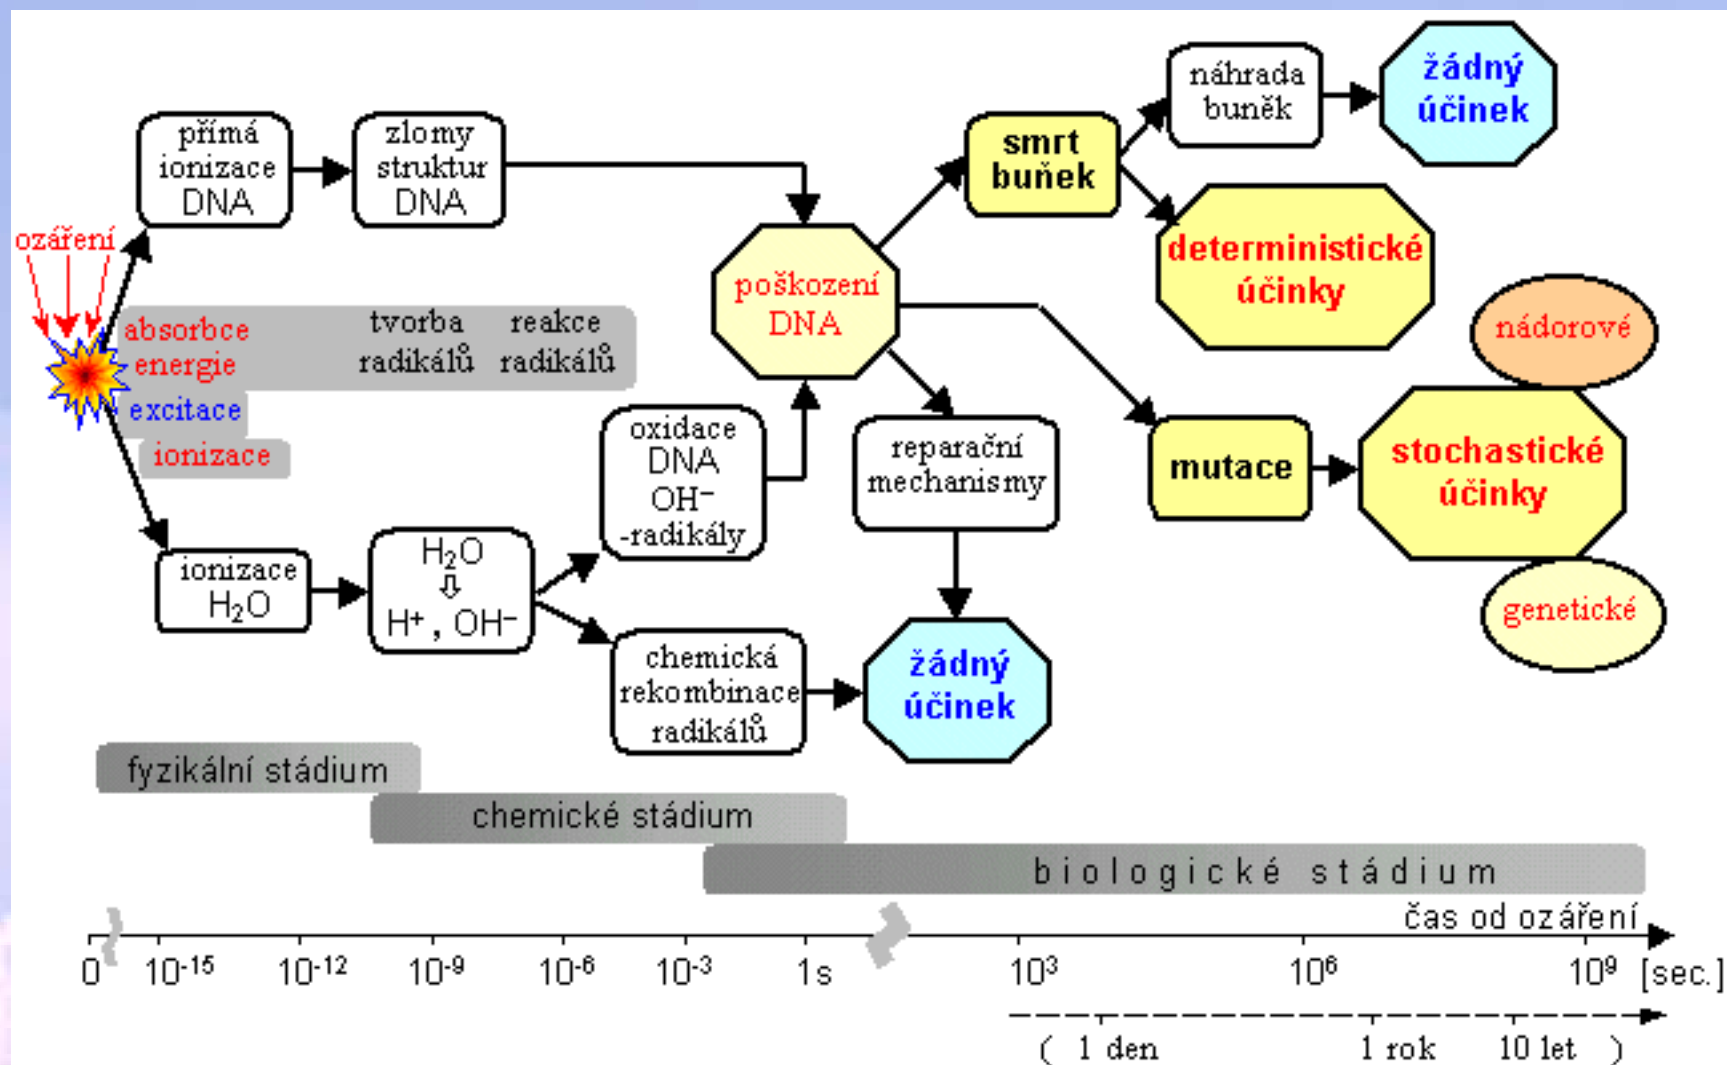 ozáření
přímá
ionizace
DNA
zlomy
struktur
DNA
absorbce
energie
tvorba
radikálů
reakce
radikálů
excitace
ionizace
ionizace
H₂O
H₂O
⇩
H⁺ , OH⁻
oxidace
DNA
OH⁻
-radikály
chemická
rekombinace
radikálů
žádný
účinek
poškození
DNA
reparační
mechanismy
smrt
buňek
náhrada
buněk
žádný
účinek
deterministické
účinky
mutace
stochastické
účinky
nádorové
genetické
fyzikální stádium
chemické stádium
biologické stádium
čas od ozáření
0 10⁻¹⁵ 10⁻¹² 10⁻⁹ 10⁻⁶ 10⁻³ 1s 10³ 10⁶ 10⁹ [sec.]
( 1 den 1 rok 10 let )